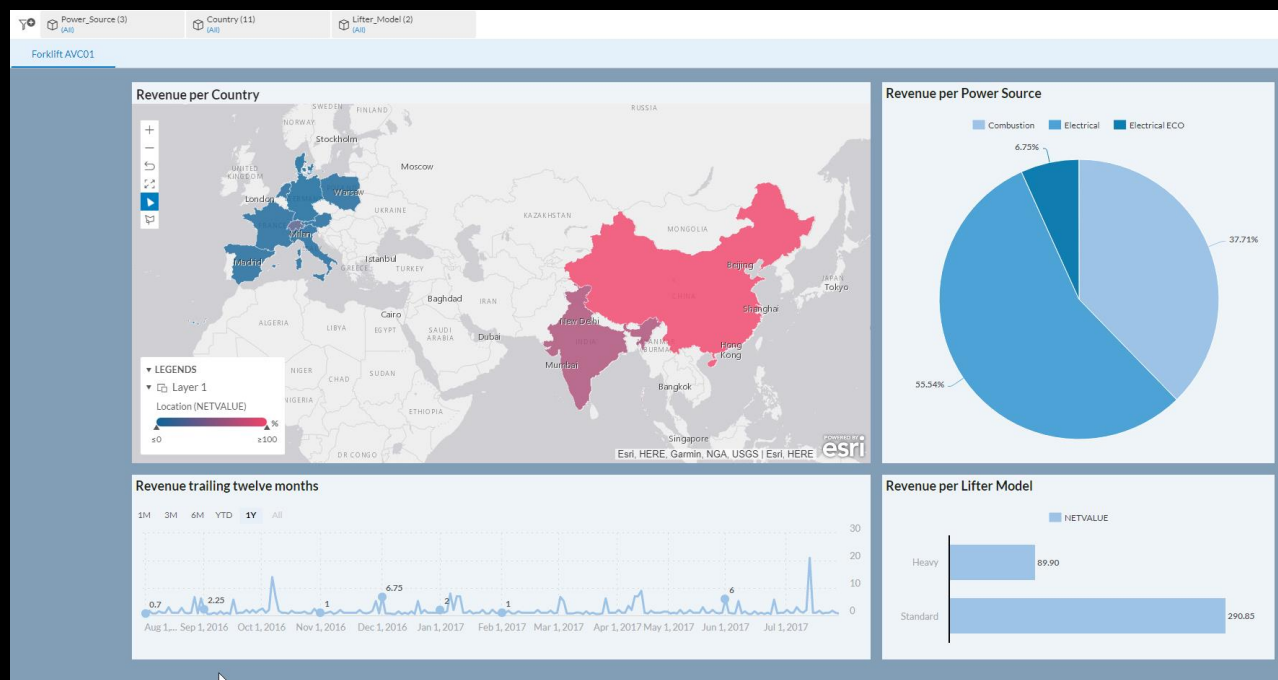 Power_Source (3)
(All)
Country (11)
(All)
Lifter_Model (2)
(All)
Forklift AVC01
Revenue per Country
SWEDEN
FINLAND
RUSSIA
NORWAY
Stockholm
Moscow
UNITED
KINGDOM
London
Warsaw
UKRAINE
KAZAKHSTAN
MONGOLIA
Milan
Madrid
Istanbul
GREECE
TURKEY
Beijing
JAPAN
Tokyo
Baghdad
IRAN
Shanghai
Cairo
New Delhi
ALGERIA
LIBYA
EGYPT
SAUDI
ARABIA
Dubai
Hong
Kong
BURMA
Mumbai
NIGER
CHAD
SUDAN
Bangkok
NIGERIA
ETHIOPIA
Singapore
DR CONGO
LEGENDS
Layer 1
Location (NETVALUE)
%
≤0
≥100
Esri, HERE, Garmin, NGA, USGS | Esri, HERE
POWERED BY
esri
Revenue per Power Source
Combustion
Electrical
Electrical ECO
6.75%
37.71%
55.54%
Revenue trailing twelve months
1M 3M 6M YTD 1Y All
30
20
10
0
0.7
2.25
1
6.75
2
1
6
Aug 1,... Sep 1, 2016 Oct 1, 2016 Nov 1, 2016 Dec 1, 2016 Jan 1, 2017 Feb 1, 2017 Mar 1, 2017 Apr 1, 2017 May 1, 2017 Jun 1, 2017 Jul 1, 2017
Revenue per Lifter Model
NETVALUE
Heavy
89.90
Standard
290.85